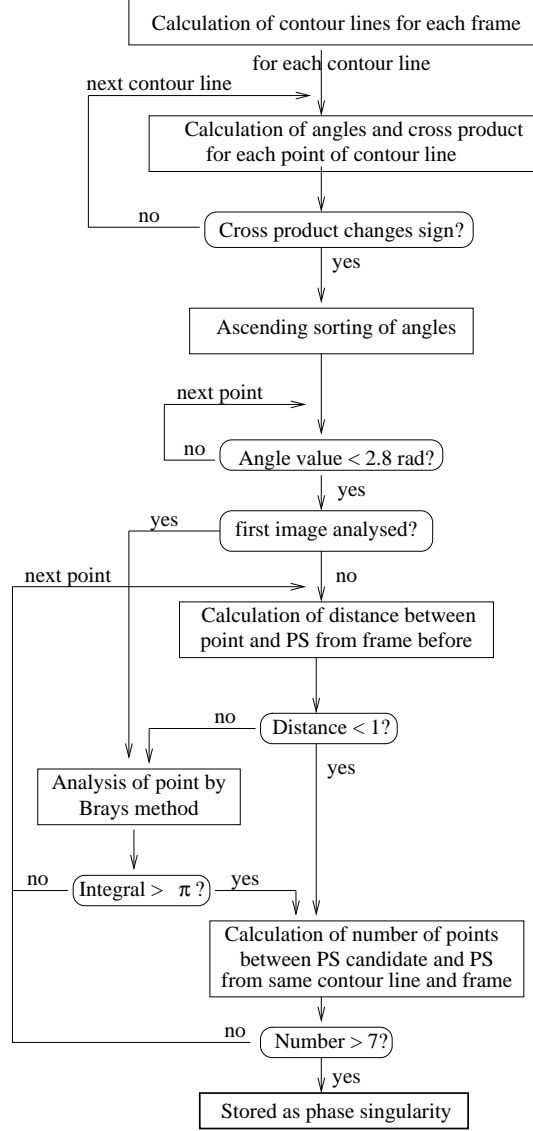 Calculation of contour lines for each frame
for each contour line
next contour line
Calculation of angles and cross product
for each point of contour line
no
Cross product changes sign?
yes
Ascending sorting of angles
next point
no
Angle value < 2.8 rad?
yes
yes
first image analysed?
next point
no
Calculation of distance between
point and PS from frame before
no
Distance < 1?
yes
Analysis of point by
Brays method
no
Integral > π ?
yes
Calculation of number of points
between PS candidate and PS
from same contour line and frame
no
Number > 7?
yes
Stored as phase singularity